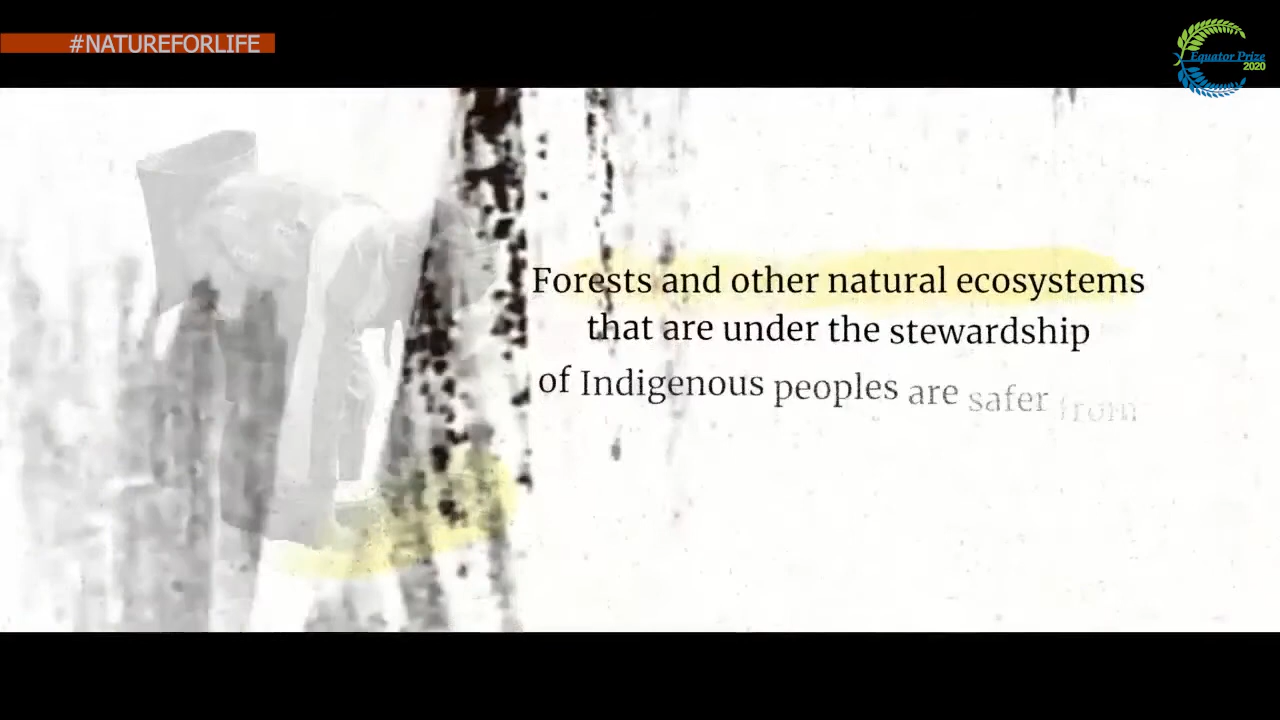 #NATUREFORLIFE
Equator Prize
2020
Forests and other natural ecosystems
that are under the stewardship
of Indigenous peoples are safer from